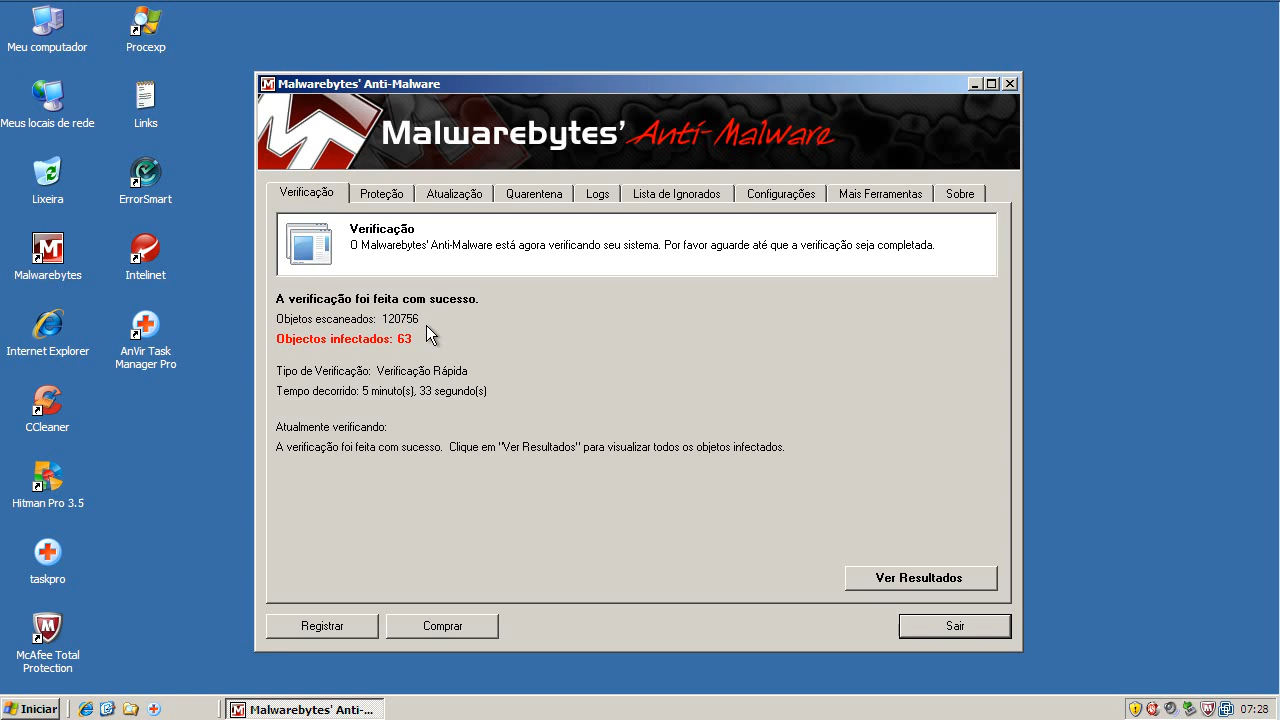 Meu computador
Procexp
Meus locais de rede
Links
Lixeira
ErrorSmart
Malwarebytes
Intelinet
Internet Explorer
AnVir Task
Manager Pro
CCleaner
Hitman Pro 3.5
taskpro
McAfee Total
Protection
Malwarebytes' Anti-Malware
Malwarebytes' Anti-Malware
Verificação Proteção Atualização Quarentena Logs Lista de Ignorados Configurações Mais Ferramentas Sobre
Verificação
O Malwarebytes' Anti-Malware está agora verificando seu sistema. Por favor aguarde até que a verificação seja completada.
A verificação foi feita com sucesso.
Objetos escaneados: 120756
Objectos infectados: 63
Tipo de Verificação: Verificação Rápida
Tempo decorrido: 5 minuto(s), 33 segundo(s)
Atualmente verificando:
A verificação foi feita com sucesso. Clique em "Ver Resultados" para visualizar todos os objetos infectados.
Ver Resultados
Registrar Comprar Sair
Iniciar Malwarebytes' Anti-... 07:28